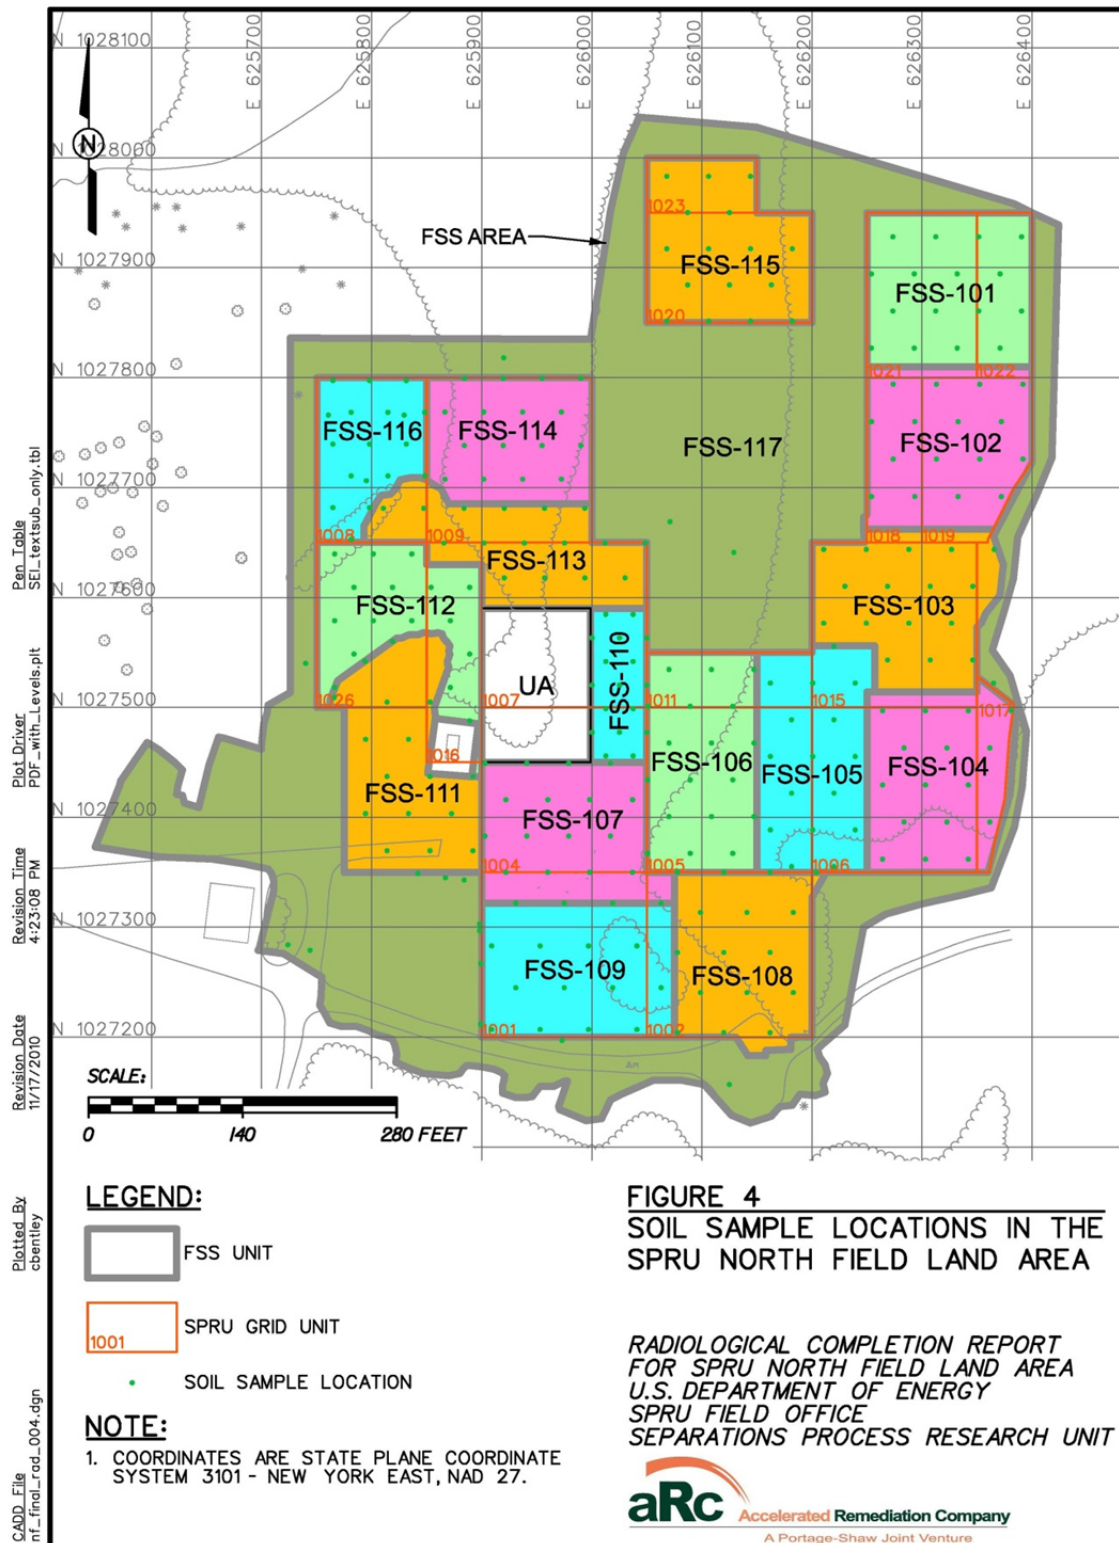 N 1028100
N 1028000
N 1027900
N 1027800
N 1027700
N 1027600
N 1027500
N 1027400
N 1027300
N 1027200
E 625700
E 625800
E 625900
E 626000
E 626100
E 626200
E 626300
E 626400
N
FSS AREA
1023
FSS-115
1020
FSS-101
1021
1022
FSS-116
FSS-114
FSS-117
FSS-102
1008
1009
1018
1019
FSS-113
FSS-112
FSS-103
FSS-110
UA
1026
1007
1011
1015
1017
1016
FSS-106
FSS-105
FSS-104
FSS-111
FSS-107
1004
1005
1006
FSS-109
FSS-108
1001
1002
SCALE:
0 140 280 FEET
LEGEND:
FSS UNIT
1001
SPRU GRID UNIT
SOIL SAMPLE LOCATION
NOTE:
1. COORDINATES ARE STATE PLANE COORDINATE
SYSTEM 3101 - NEW YORK EAST, NAD 27.
FIGURE 4
SOIL SAMPLE LOCATIONS IN THE
SPRU NORTH FIELD LAND AREA
RADIOLOGICAL COMPLETION REPORT
FOR SPRU NORTH FIELD LAND AREA
U.S. DEPARTMENT OF ENERGY
SPRU FIELD OFFICE
SEPARATIONS PROCESS RESEARCH UNIT
aRc Accelerated Remediation Company
A Portage-Shaw Joint Venture
Pen Table
SEI_textsub_only.tbl
Plot Driver
PDF_with_Levels.plt
Revision Time
4:23:08 PM
Revision Date
11/17/2010
Plotted By
cbentley
CADD File
nf_final_rad_004.dgn